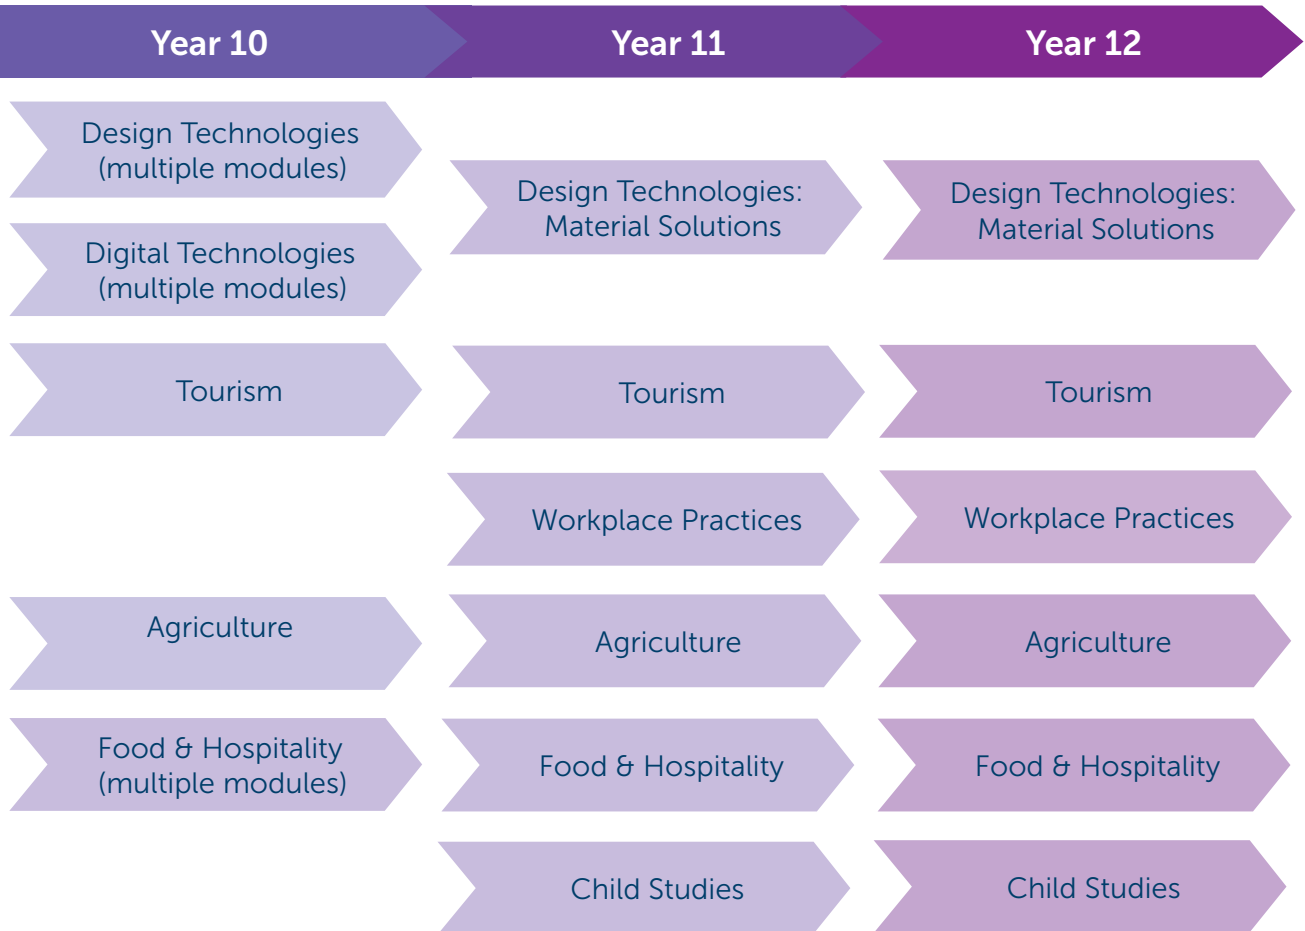 Year 10
Year 11
Year 12
Design Technologies
(multiple modules)
Design Technologies:
Material Solutions
Design Technologies:
Material Solutions
Digital Technologies
(multiple modules)
Tourism
Tourism
Tourism
Workplace Practices
Workplace Practices
Agriculture
Agriculture
Agriculture
Food & Hospitality
(multiple modules)
Food & Hospitality
Food & Hospitality
Child Studies
Child Studies